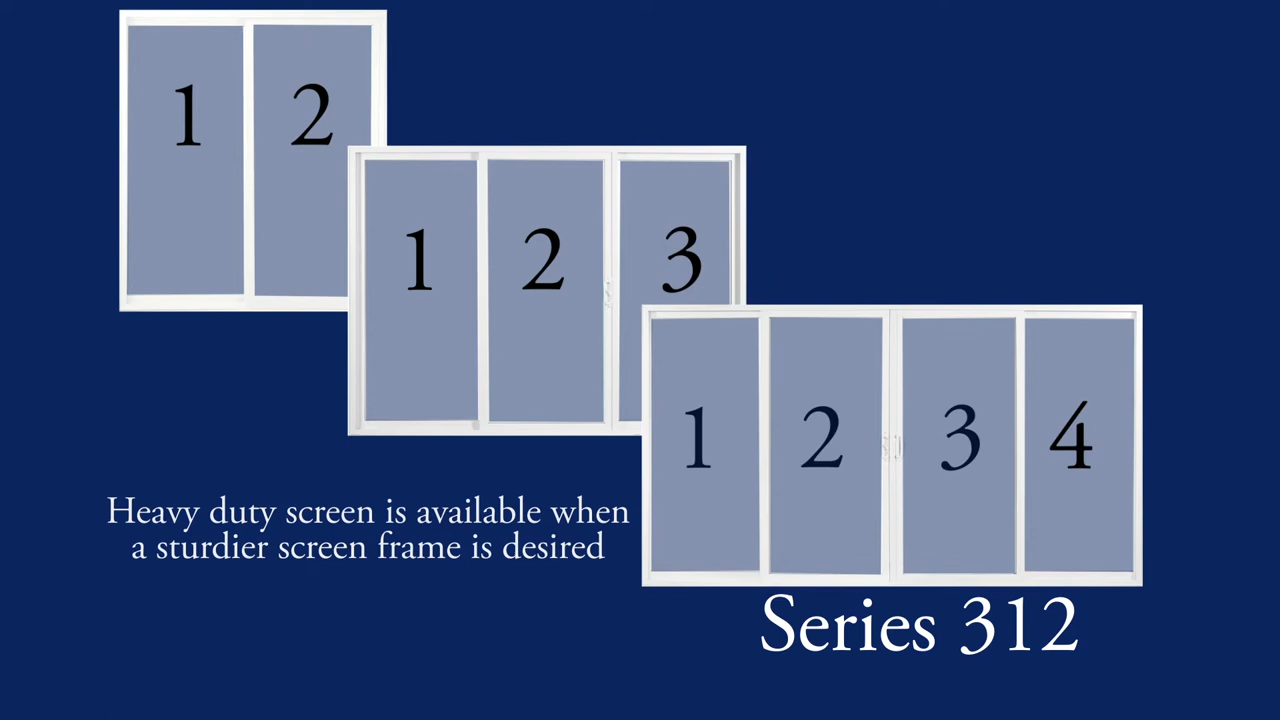 1 2
1 2 3
1 2 3 4
Heavy duty screen is available when
a sturdier screen frame is desired
Series 312